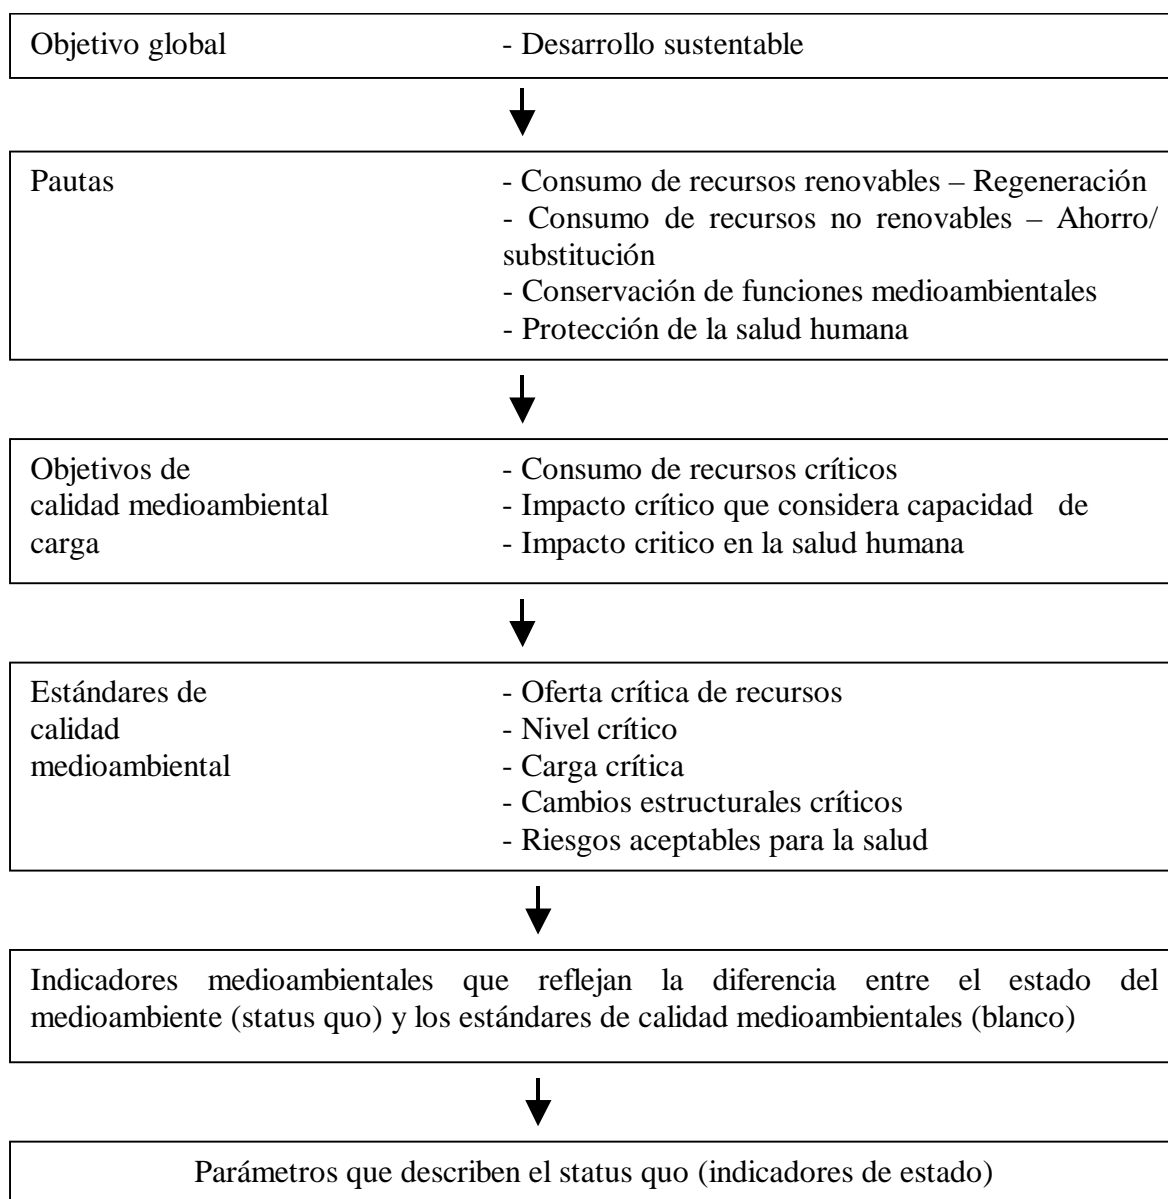 Objetivo global - Desarrollo sustentable
Pautas - Consumo de recursos renovables – Regeneración
- Consumo de recursos no renovables – Ahorro/
substitución
- Conservación de funciones medioambientales
- Protección de la salud humana
Objetivos de - Consumo de recursos críticos
calidad medioambiental - Impacto crítico que considera capacidad de
carga - Impacto critico en la salud humana
Estándares de - Oferta crítica de recursos
calidad - Nivel crítico
medioambiental - Carga crítica
- Cambios estructurales críticos
- Riesgos aceptables para la salud
Indicadores medioambientales que reflejan la diferencia entre el estado del
medioambiente (status quo) y los estándares de calidad medioambientales (blanco)
Parámetros que describen el status quo (indicadores de estado)